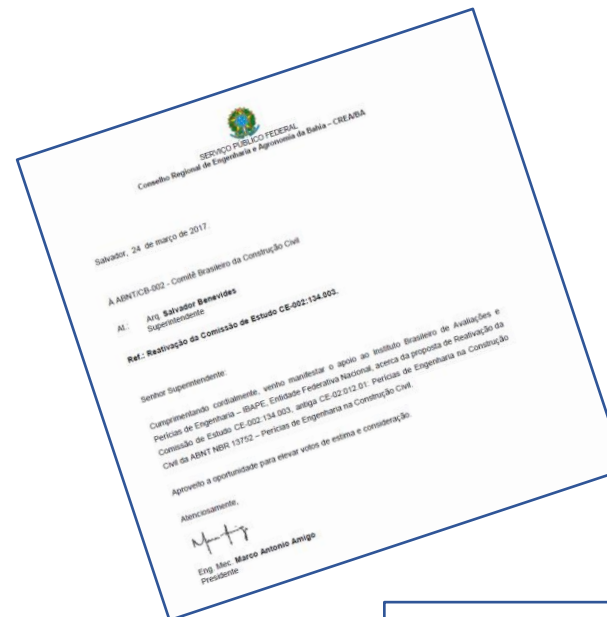 SERVIÇO PÚBLICO FEDERAL
Conselho Regional de Engenharia e Agronomia da Bahia – CREA/BA
Salvador, 24 de março de 2017.
À ABNT/CB-002 - Comitê Brasileiro da Construção Civil
At.: Arq. Salvador Benevides
Superintendente
Ref.: Reativação da Comissão de Estudo CE-002:134.003.
Senhor Superintendente:
Cumprimentando cordialmente, venho manifestar o apoio ao Instituto Brasileiro de Avaliações e
Perícias de Engenharia – IBAPE, Entidade Federativa Nacional, acerca da proposta de Reativação da
Comissão de Estudo CE-002:134.003, antiga CE-02:012.01: Perícias de Engenharia na Construção
Civil da ABNT NBR 13752 – Perícias de Engenharia na Construção Civil.
Aproveito a oportunidade para elevar votos de estima e consideração.
Atenciosamente,
Eng. Mec. Marco Antonio Amigo
Presidente